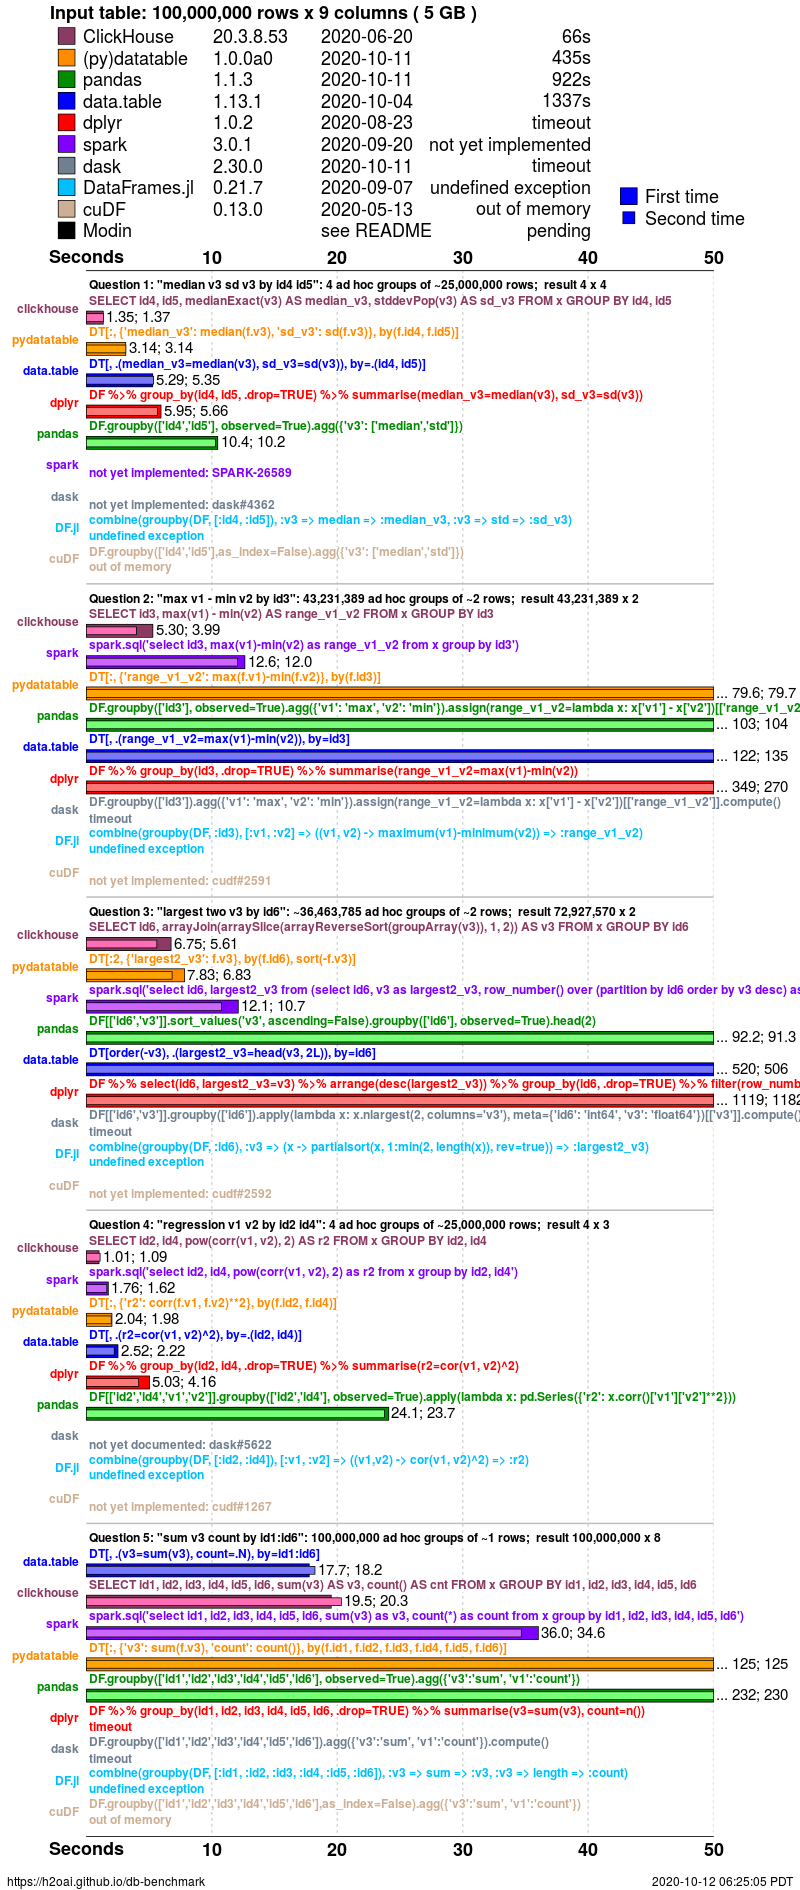 Input table: 100,000,000 rows x 9 columns ( 5 GB )
ClickHouse 20.3.8.53 2020-06-20 66s
(py)datatable 1.0.0a0 2020-10-11 435s
pandas 1.1.3 2020-10-11 922s
data.table 1.13.1 2020-10-04 1337s
dplyr 1.0.2 2020-08-23 timeout
spark 3.0.1 2020-09-20 not yet implemented
dask 2.30.0 2020-10-11 timeout
DataFrames.jl 0.21.7 2020-09-07 undefined exception
cuDF 0.13.0 2020-05-13 out of memory
Modin see README pending
First time
Second time
Seconds 10 20 30 40 50
Question 1: "median v3 sd v3 by id4 id5": 4 ad hoc groups of ~25,000,000 rows; result 4 x 4
SELECT id4, id5, medianExact(v3) AS median_v3, stddevPop(v3) AS sd_v3 FROM x GROUP BY id4, id5
clickhouse 1.35; 1.37
DT[:, {'median_v3': median(f.v3), 'sd_v3': sd(f.v3)}, by(f.id4, f.id5)]
pydatatable 3.14; 3.14
DT[, .(median_v3=median(v3), sd_v3=sd(v3)), by=.(id4, id5)]
data.table 5.29; 5.35
DF %>% group_by(id4, id5, .drop=TRUE) %>% summarise(median_v3=median(v3), sd_v3=sd(v3))
dplyr 5.95; 5.66
DF.groupby(['id4','id5'], observed=True).agg({'v3': ['median','std']})
pandas 10.4; 10.2
spark not yet implemented: SPARK-26589
dask not yet implemented: dask#4362
combine(groupby(DF, [:id4, :id5]), :v3 => median => :median_v3, :v3 => std => :sd_v3)
DF.jl undefined exception
DF.groupby(['id4','id5'],as_index=False).agg({'v3': ['median','std']})
cuDF out of memory
Question 2: "max v1 - min v2 by id3": 43,231,389 ad hoc groups of ~2 rows; result 43,231,389 x 2
SELECT id3, max(v1) - min(v2) AS range_v1_v2 FROM x GROUP BY id3
clickhouse 5.30; 3.99
spark.sql('select id3, max(v1)-min(v2) as range_v1_v2 from x group by id3')
spark 12.6; 12.0
DT[:, {'range_v1_v2': max(f.v1)-min(f.v2)}, by(f.id3)]
pydatatable ... 79.6; 79.7
DF.groupby(['id3'], observed=True).agg({'v1': 'max', 'v2': 'min'}).assign(range_v1_v2=lambda x: x['v1'] - x['v2'])[['range_v1_v2
pandas ... 103; 104
DT[, .(range_v1_v2=max(v1)-min(v2)), by=id3]
data.table ... 122; 135
DF %>% group_by(id3, .drop=TRUE) %>% summarise(range_v1_v2=max(v1)-min(v2))
dplyr ... 349; 270
DF.groupby(['id3']).agg({'v1': 'max', 'v2': 'min'}).assign(range_v1_v2=lambda x: x['v1'] - x['v2'])[['range_v1_v2']].compute()
dask timeout
combine(groupby(DF, :id3), [:v1, :v2] => ((v1, v2) -> maximum(v1)-minimum(v2)) => :range_v1_v2)
DF.jl undefined exception
cuDF not yet implemented: cudf#2591
Question 3: "largest two v3 by id6": ~36,463,785 ad hoc groups of ~2 rows; result 72,927,570 x 2
SELECT id6, arrayJoin(arraySlice(arrayReverseSort(groupArray(v3)), 1, 2)) AS v3 FROM x GROUP BY id6
clickhouse 6.75; 5.61
DT[:2, {'largest2_v3': f.v3}, by(f.id6), sort(-f.v3)]
pydatatable 7.83; 6.83
spark.sql('select id6, largest2_v3 from (select id6, v3 as largest2_v3, row_number() over (partition by id6 order by v3 desc) as
spark 12.1; 10.7
DF[['id6','v3']].sort_values('v3', ascending=False).groupby(['id6'], observed=True).head(2)
pandas ... 92.2; 91.3
DT[order(-v3), .(largest2_v3=head(v3, 2L)), by=id6]
data.table ... 520; 506
DF %>% select(id6, largest2_v3=v3) %>% arrange(desc(largest2_v3)) %>% group_by(id6, .drop=TRUE) %>% filter(row_numb
dplyr ... 1119; 1182
DF[['id6','v3']].groupby(['id6']).apply(lambda x: x.nlargest(2, columns='v3'), meta={'id6': 'int64', 'v3': 'float64'})[['v3']].compute()
dask timeout
combine(groupby(DF, :id6), :v3 => (x -> partialsort(x, 1:min(2, length(x)), rev=true)) => :largest2_v3)
DF.jl undefined exception
cuDF not yet implemented: cudf#2592
Question 4: "regression v1 v2 by id2 id4": 4 ad hoc groups of ~25,000,000 rows; result 4 x 3
SELECT id2, id4, pow(corr(v1, v2), 2) AS r2 FROM x GROUP BY id2, id4
clickhouse 1.01; 1.09
spark.sql('select id2, id4, pow(corr(v1, v2), 2) as r2 from x group by id2, id4')
spark 1.76; 1.62
DT[:, {'r2': corr(f.v1, f.v2)**2}, by(f.id2, f.id4)]
pydatatable 2.04; 1.98
DT[, .(r2=cor(v1, v2)^2), by=.(id2, id4)]
data.table 2.52; 2.22
DF %>% group_by(id2, id4, .drop=TRUE) %>% summarise(r2=cor(v1, v2)^2)
dplyr 5.03; 4.16
DF[['id2','id4','v1','v2']].groupby(['id2','id4'], observed=True).apply(lambda x: pd.Series({'r2': x.corr()['v1']['v2']**2}))
pandas 24.1; 23.7
dask not yet documented: dask#5622
combine(groupby(DF, [:id2, :id4]), [:v1, :v2] => ((v1,v2) -> cor(v1, v2)^2) => :r2)
DF.jl undefined exception
cuDF not yet implemented: cudf#1267
Question 5: "sum v3 count by id1:id6": 100,000,000 ad hoc groups of ~1 rows; result 100,000,000 x 8
DT[, .(v3=sum(v3), count=.N), by=id1:id6]
data.table 17.7; 18.2
SELECT id1, id2, id3, id4, id5, id6, sum(v3) AS v3, count() AS cnt FROM x GROUP BY id1, id2, id3, id4, id5, id6
clickhouse 19.5; 20.3
spark.sql('select id1, id2, id3, id4, id5, id6, sum(v3) as v3, count(*) as count from x group by id1, id2, id3, id4, id5, id6')
spark 36.0; 34.6
DT[:, {'v3': sum(f.v3), 'count': count()}, by(f.id1, f.id2, f.id3, f.id4, f.id5, f.id6)]
pydatatable ... 125; 125
DF.groupby(['id1','id2','id3','id4','id5','id6'], observed=True).agg({'v3':'sum', 'v1':'count'})
pandas ... 232; 230
DF %>% group_by(id1, id2, id3, id4, id5, id6, .drop=TRUE) %>% summarise(v3=sum(v3), count=n())
dplyr timeout
DF.groupby(['id1','id2','id3','id4','id5','id6']).agg({'v3':'sum', 'v1':'count'}).compute()
dask timeout
combine(groupby(DF, [:id1, :id2, :id3, :id4, :id5, :id6]), :v3 => sum => :v3, :v3 => length => :count)
DF.jl undefined exception
DF.groupby(['id1','id2','id3','id4','id5','id6'],as_index=False).agg({'v3':'sum', 'v1':'count'})
cuDF out of memory
Seconds 10 20 30 40 50
https://h2oai.github.io/db-benchmark 2020-10-12 06:25:05 PDT